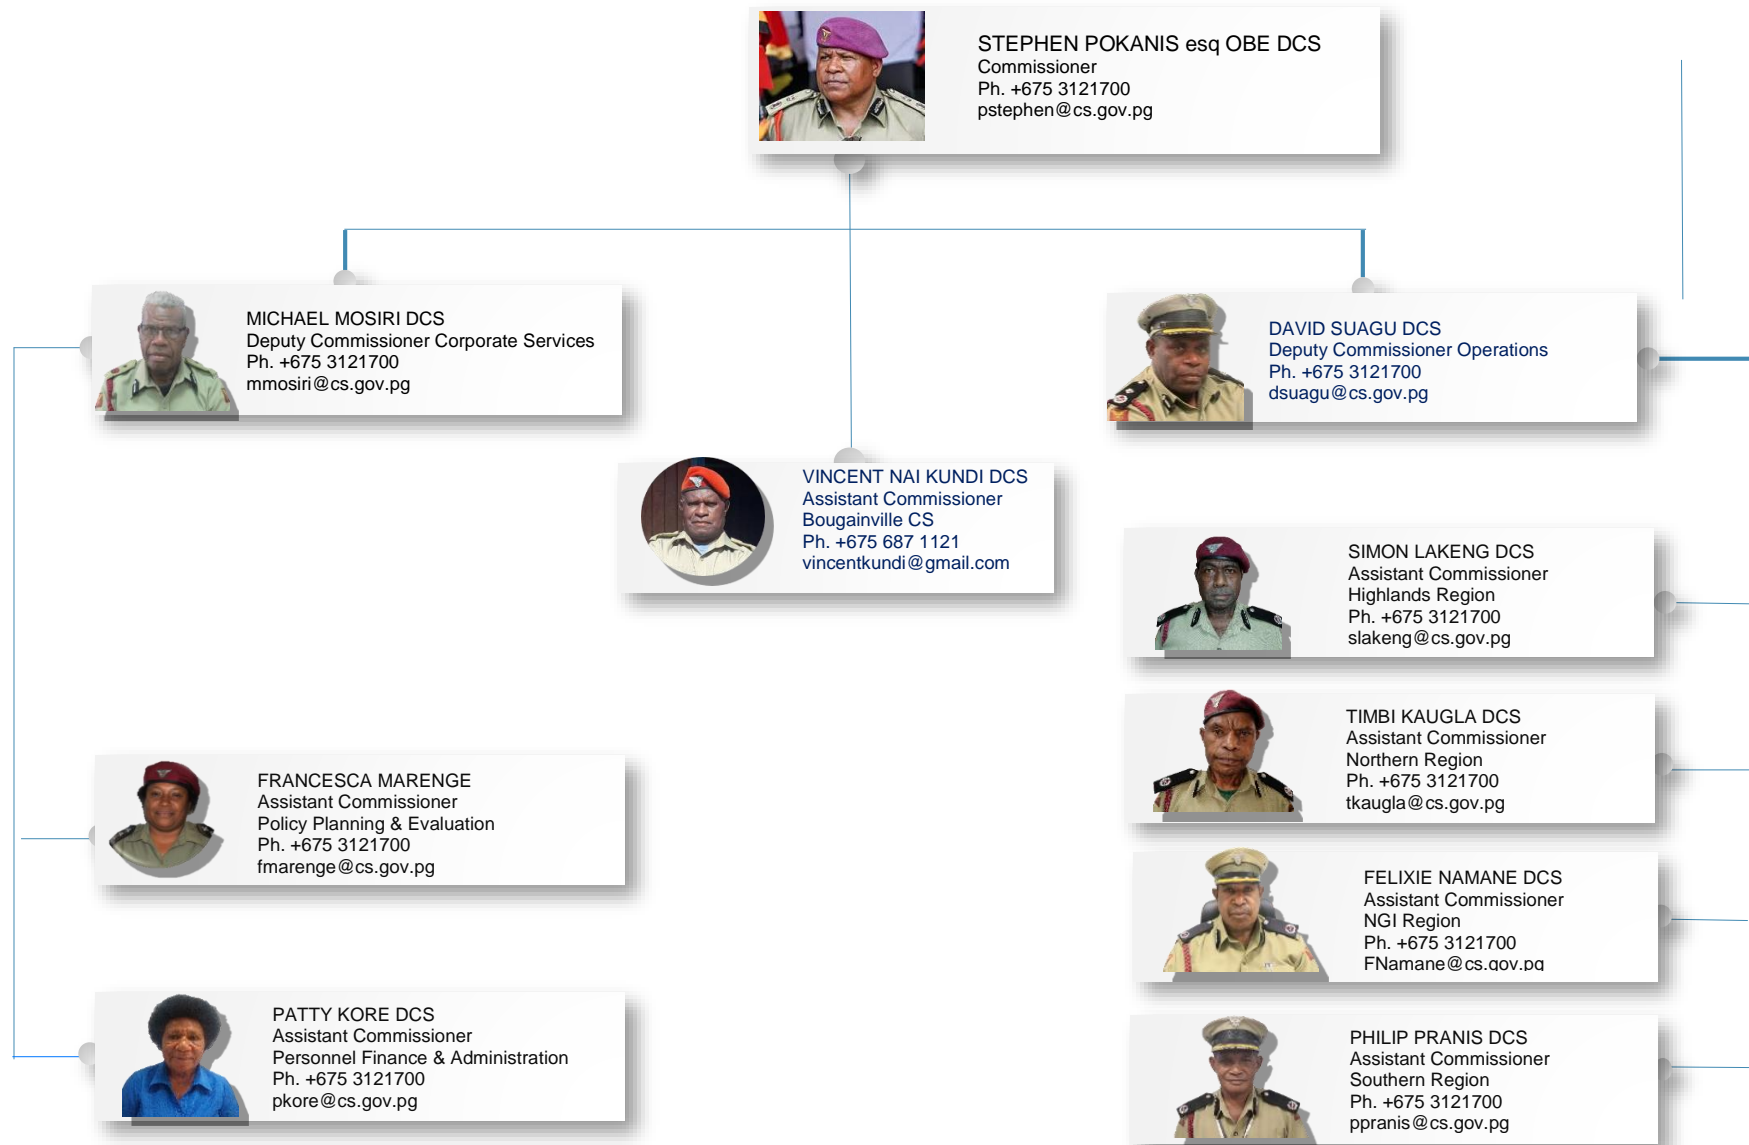 STEPHEN POKANIS esq OBE DCS
Commissioner
Ph. +675 3121700
pstephen@cs.gov.pg
MICHAEL MOSIRI DCS
Deputy Commissioner Corporate Services
Ph. +675 3121700
mmosiri@cs.gov.pg
DAVID SUAGU DCS
Deputy Commissioner Operations
Ph. +675 3121700
dsuagu@cs.gov.pg
VINCENT NAI KUNDI DCS
Assistant Commissioner
Bougainville CS
Ph. +675 687 1121
vincentkundi@gmail.com
SIMON LAKENG DCS
Assistant Commissioner
Highlands Region
Ph. +675 3121700
slakeng@cs.gov.pg
TIMBI KAUGLA DCS
Assistant Commissioner
Northern Region
Ph. +675 3121700
tkaugla@cs.gov.pg
FRANCESCA MARENGE
Assistant Commissioner
Policy Planning & Evaluation
Ph. +675 3121700
fmarenge@cs.gov.pg
FELIXIE NAMANE DCS
Assistant Commissioner
NGI Region
Ph. +675 3121700
FNamane@cs.gov.pg
PATTY KORE DCS
Assistant Commissioner
Personnel Finance & Administration
Ph. +675 3121700
pkore@cs.gov.pg
PHILIP PRANIS DCS
Assistant Commissioner
Southern Region
Ph. +675 3121700
ppranis@cs.gov.pg